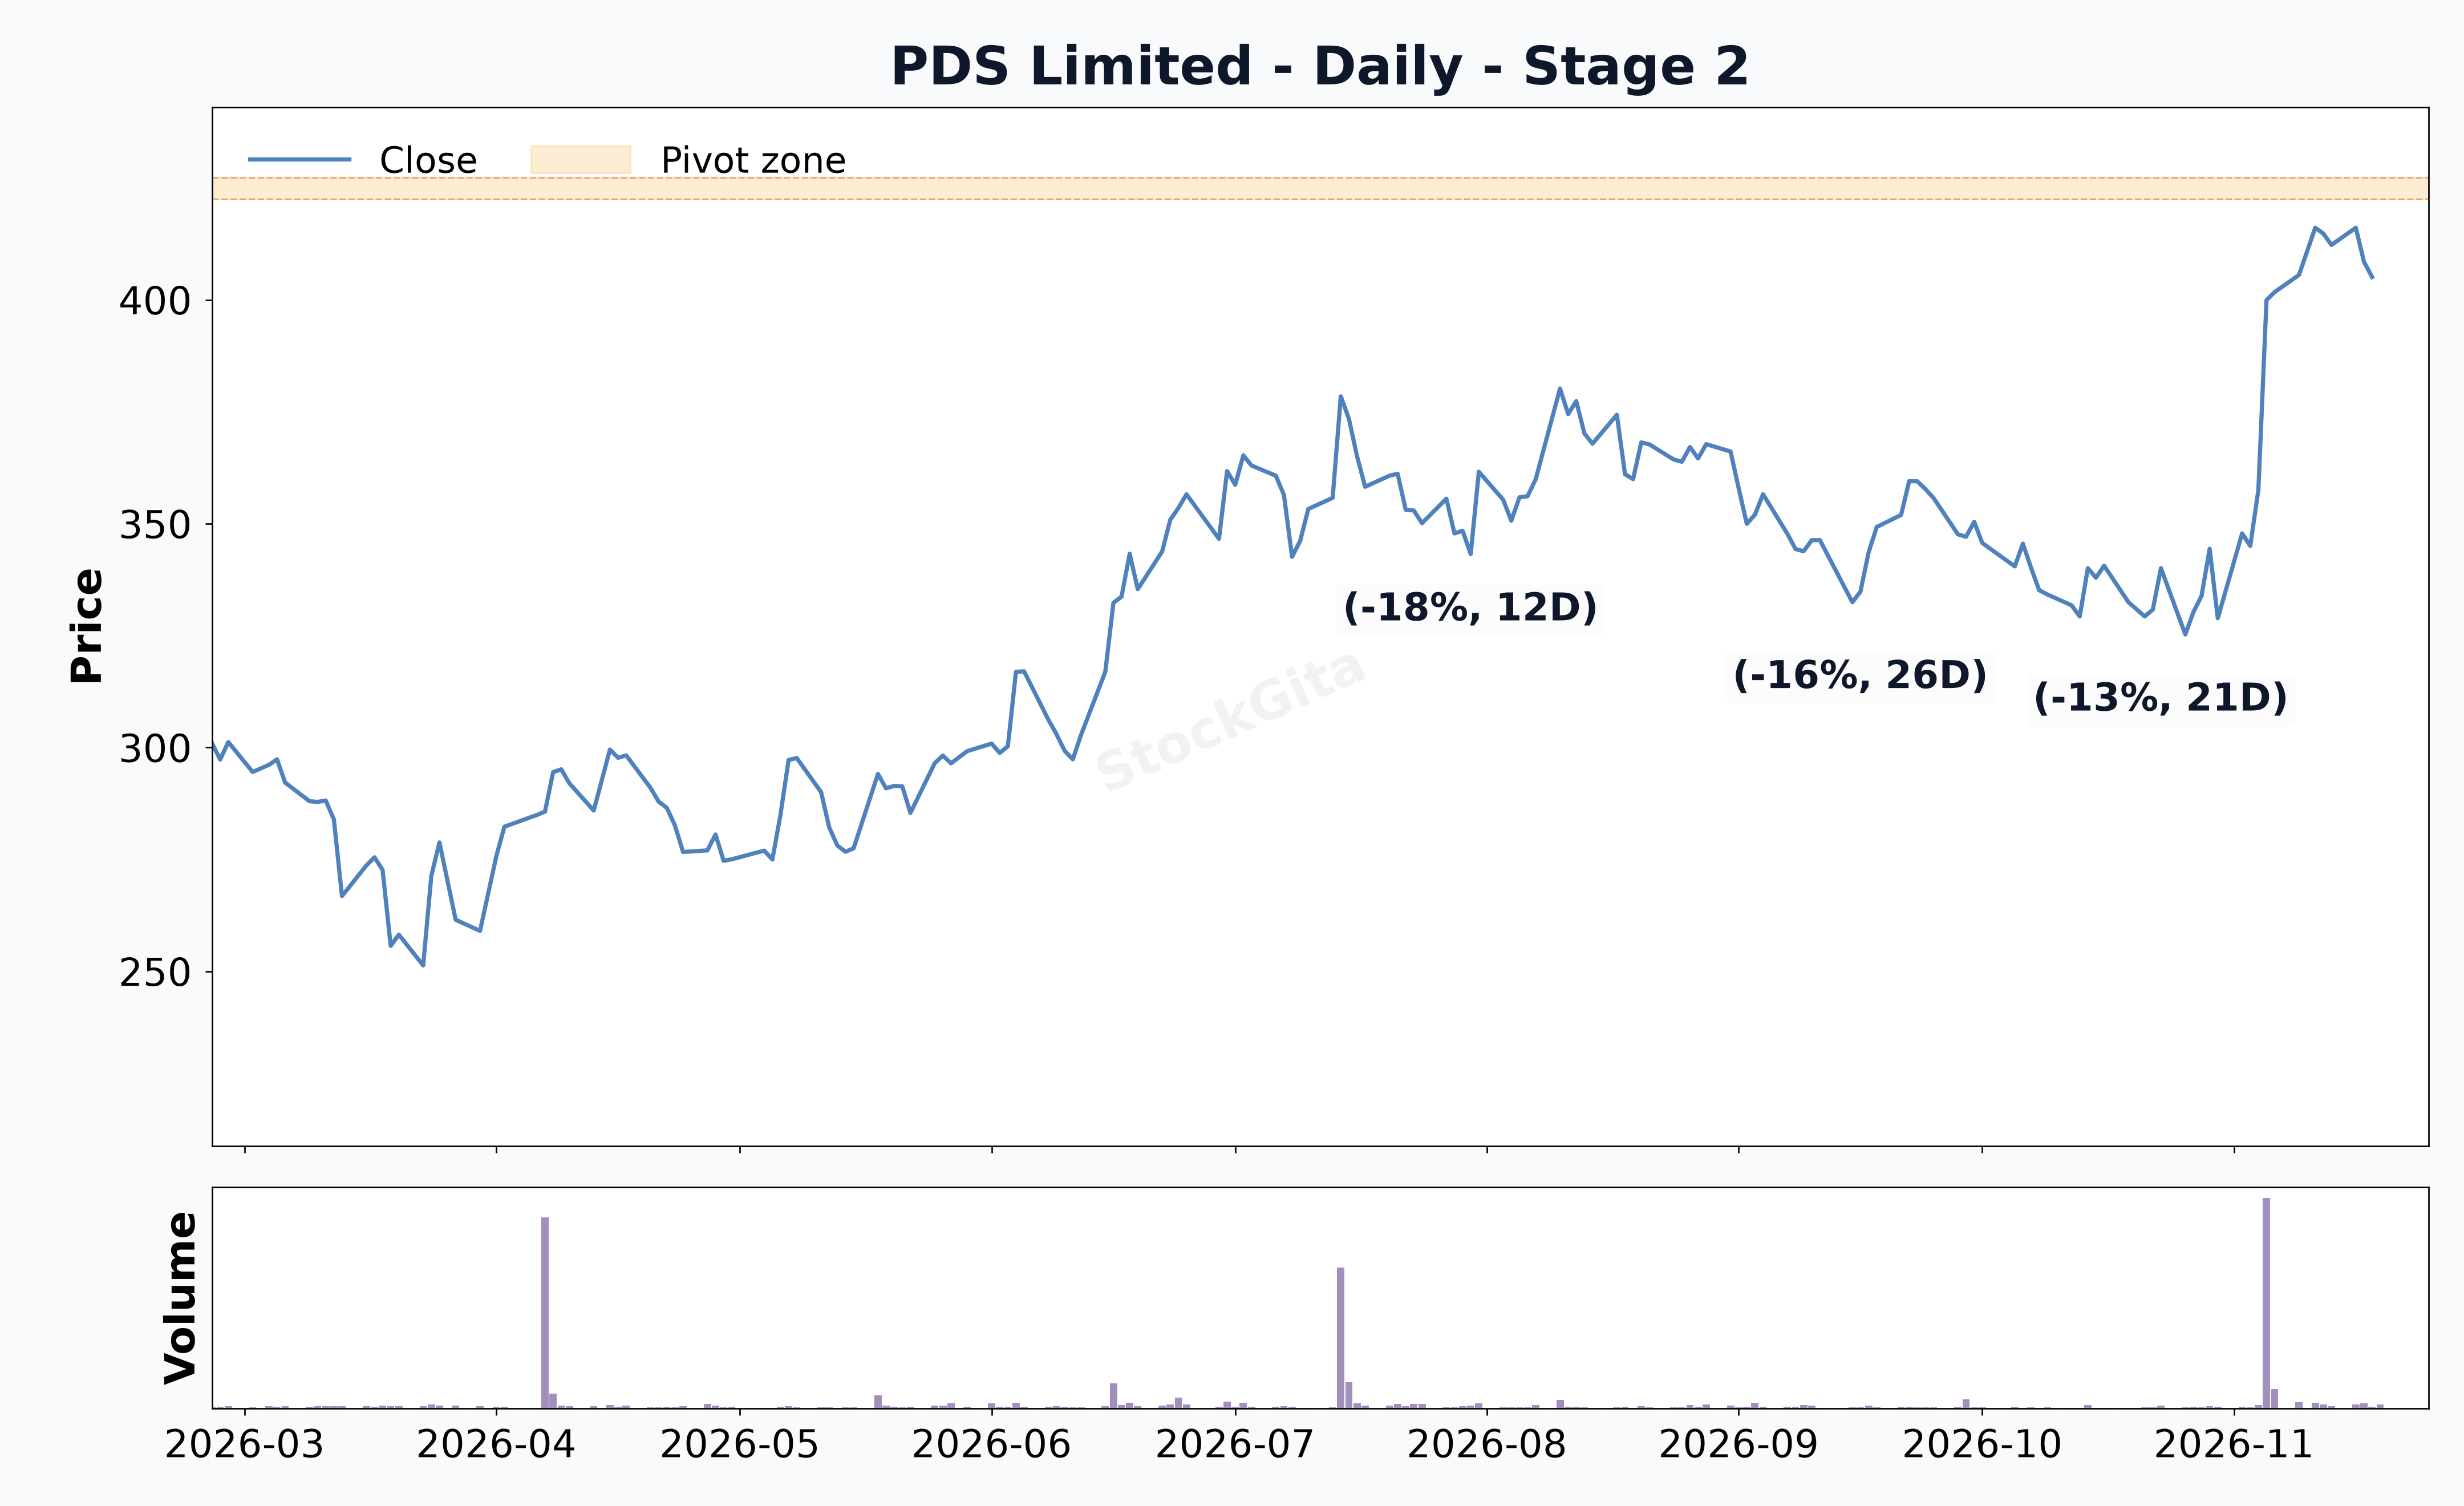 PDS Limited - Daily - Stage 2
Close
Pivot zone
400
350
300
250
Price
(-18%, 12D)
(-16%, 26D)
(-13%, 21D)
StockGita
Volume
2026-03
2026-04
2026-05
2026-06
2026-07
2026-08
2026-09
2026-10
2026-11